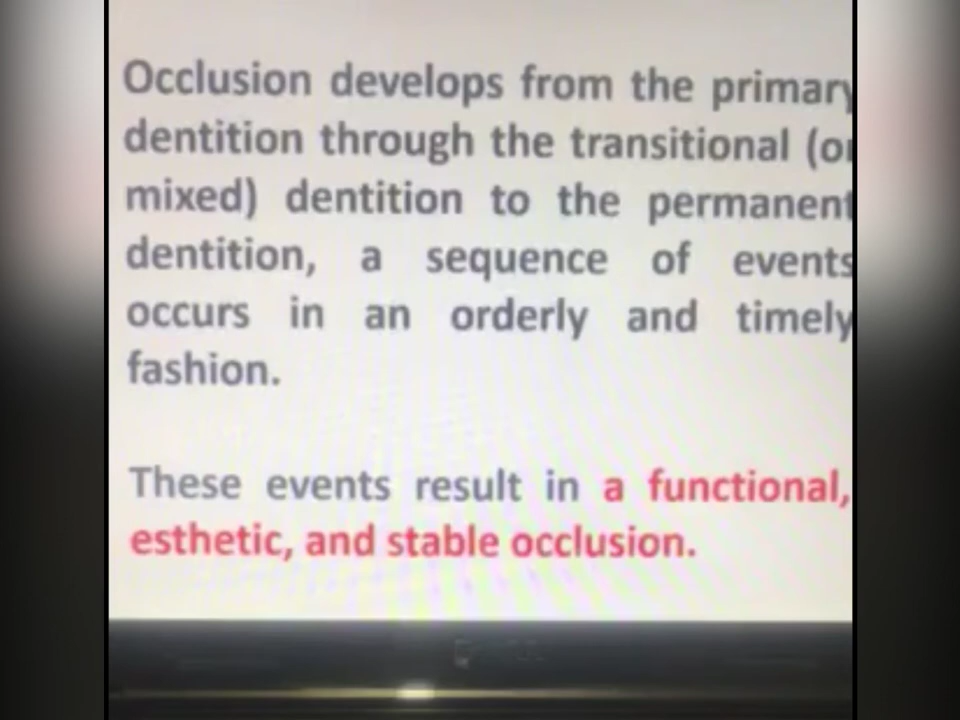 Occlusion develops from the primary
dentition through the transitional (or
mixed) dentition to the permanent
dentition, a sequence of events
occurs in an orderly and timely
fashion.
These events result in a functional,
esthetic, and stable occlusion.